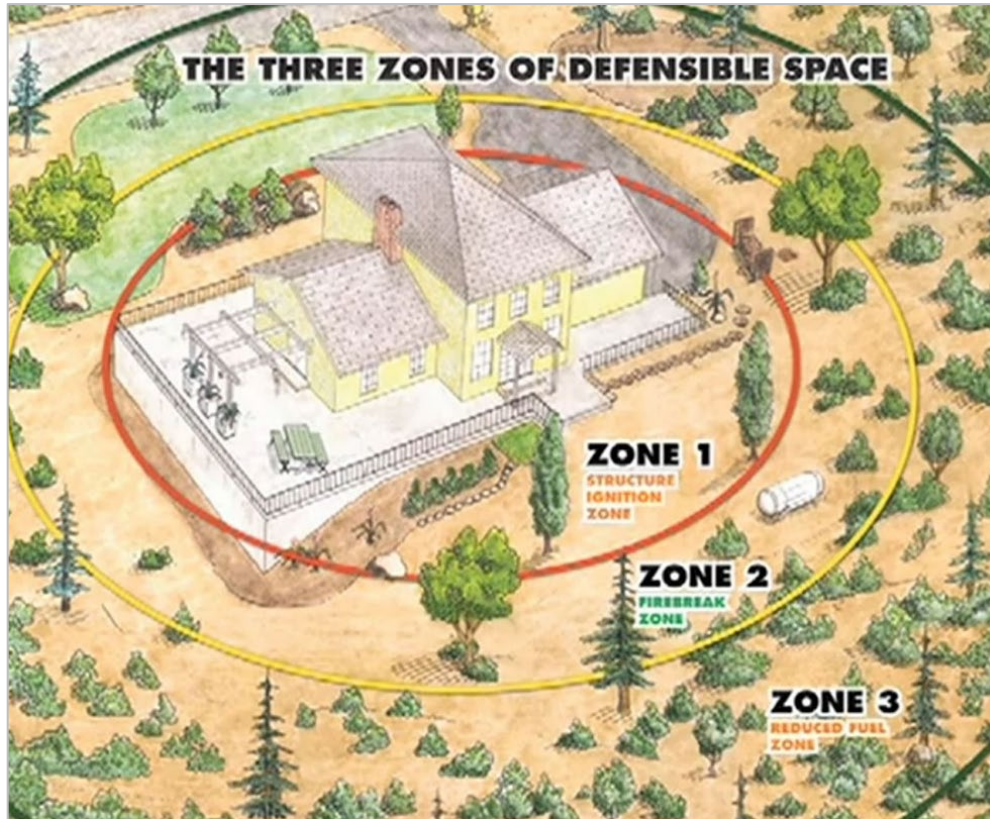 THE THREE ZONES OF DEFENSIBLE SPACE
ZONE 1
STRUCTURE
IGNITION
ZONE
ZONE 2
FIREBREAK
ZONE
ZONE 3
REDUCED FUEL
ZONE